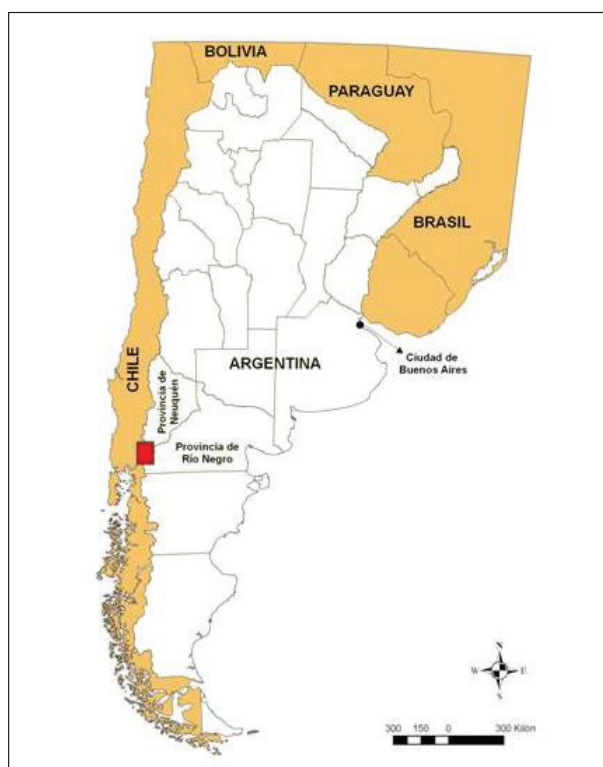 BOLIVIA
PARAGUAY
BRASIL
CHILE
ARGENTINA
Ciudad de
Buenos Aires
Provincia de
Neuquén
Provincia de
Río Negro
N
W
E
S
300 150 0 300 Kilóm